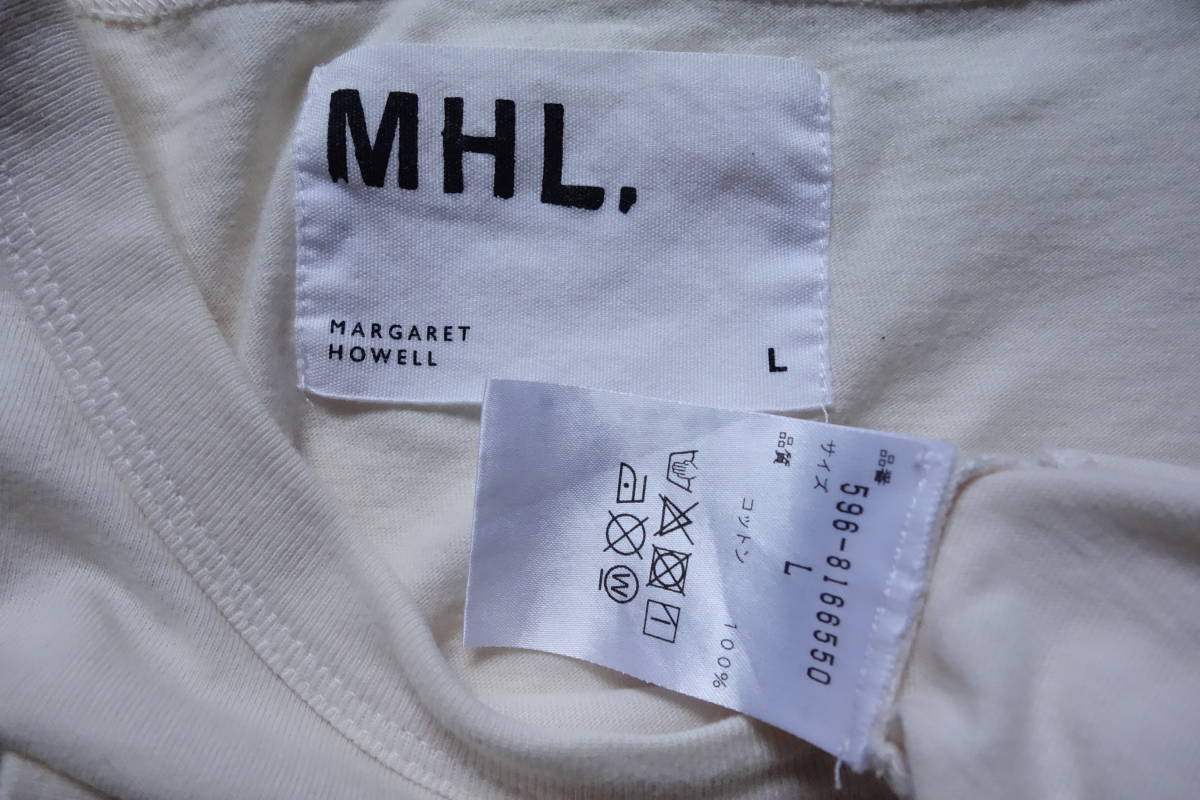 MHL.
MARGARET
HOWELL
L
品番 596-8166550
サイズ L
品質
コットン 100%
W